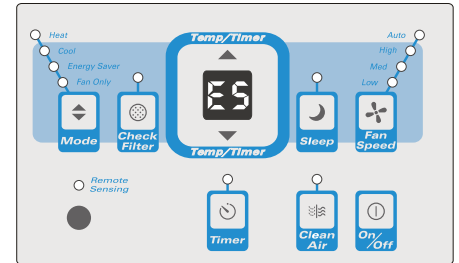 Temp/Timer
Heat
Cool
Energy Saver
Fan Only
Auto
High
Med
Low
ES
Mode
Check
Filter
Temp/Timer
Sleep
Fan
Speed
Remote
Sensing
Timer
Clean
Air
On/Off